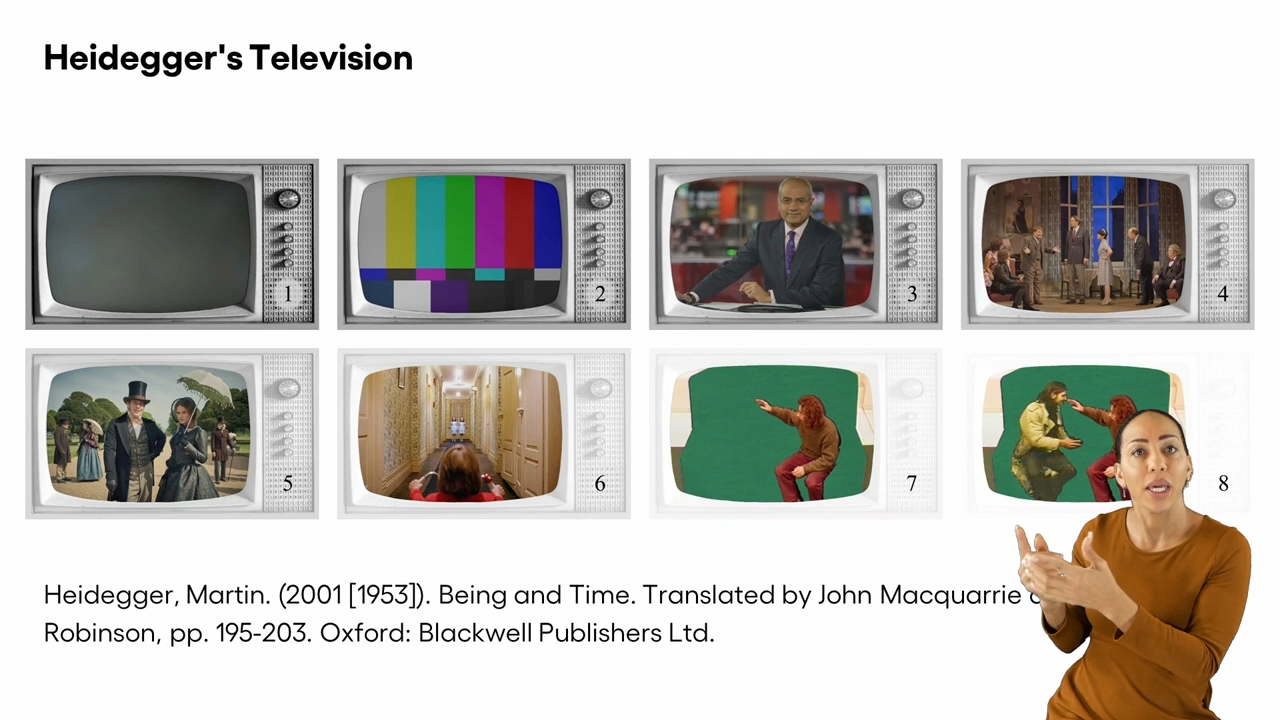 Heidegger's Television
1
2
3
4
5
6
7
8
Heidegger, Martin. (2001 [1953]). Being and Time. Translated by John Macquarrie
Robinson, pp. 195-203. Oxford: Blackwell Publishers Ltd.